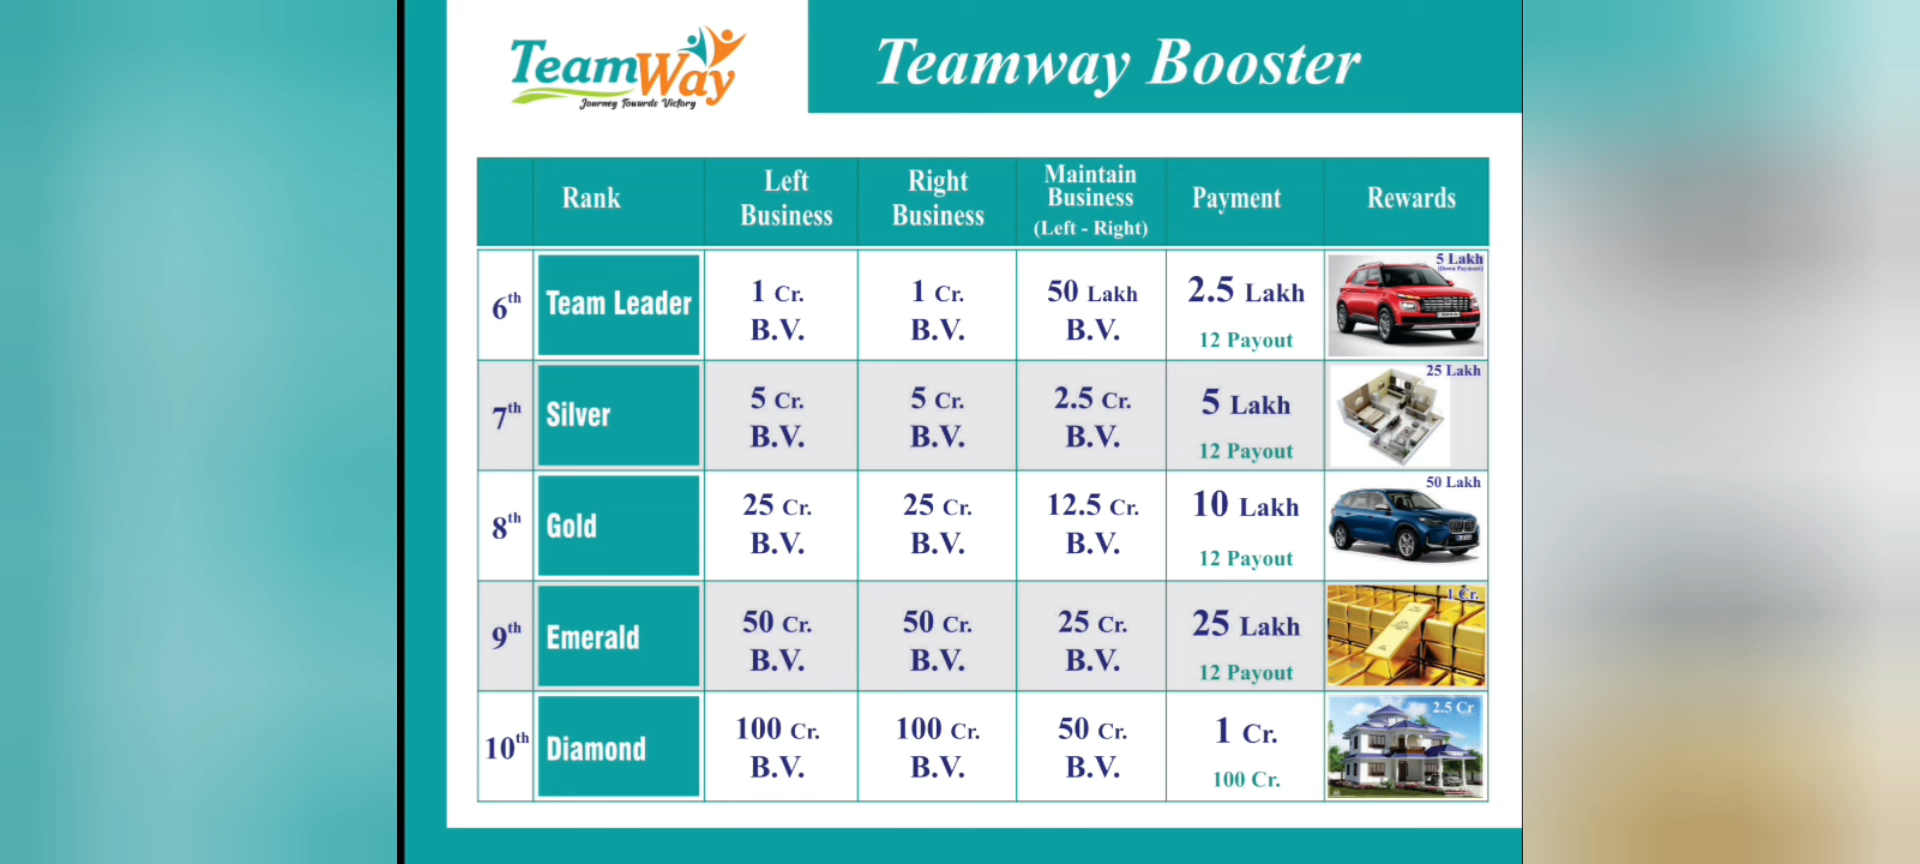 TeamWay
Journey Towards Victory
Teamway Booster
Rank
Left
Business
Right
Business
Maintain
Business
(Left - Right)
Payment
Rewards
6th
Team Leader
1 Cr.
B.V.
1 Cr.
B.V.
50 Lakh
B.V.
2.5 Lakh
12 Payout
5 Lakh
(Down Payment)
7th
Silver
5 Cr.
B.V.
5 Cr.
B.V.
2.5 Cr.
B.V.
5 Lakh
12 Payout
25 Lakh
8th
Gold
25 Cr.
B.V.
25 Cr.
B.V.
12.5 Cr.
B.V.
10 Lakh
12 Payout
50 Lakh
9th
Emerald
50 Cr.
B.V.
50 Cr.
B.V.
25 Cr.
B.V.
25 Lakh
12 Payout
1 Cr.
10th
Diamond
100 Cr.
B.V.
100 Cr.
B.V.
50 Cr.
B.V.
1 Cr.
100 Cr.
2.5 Cr